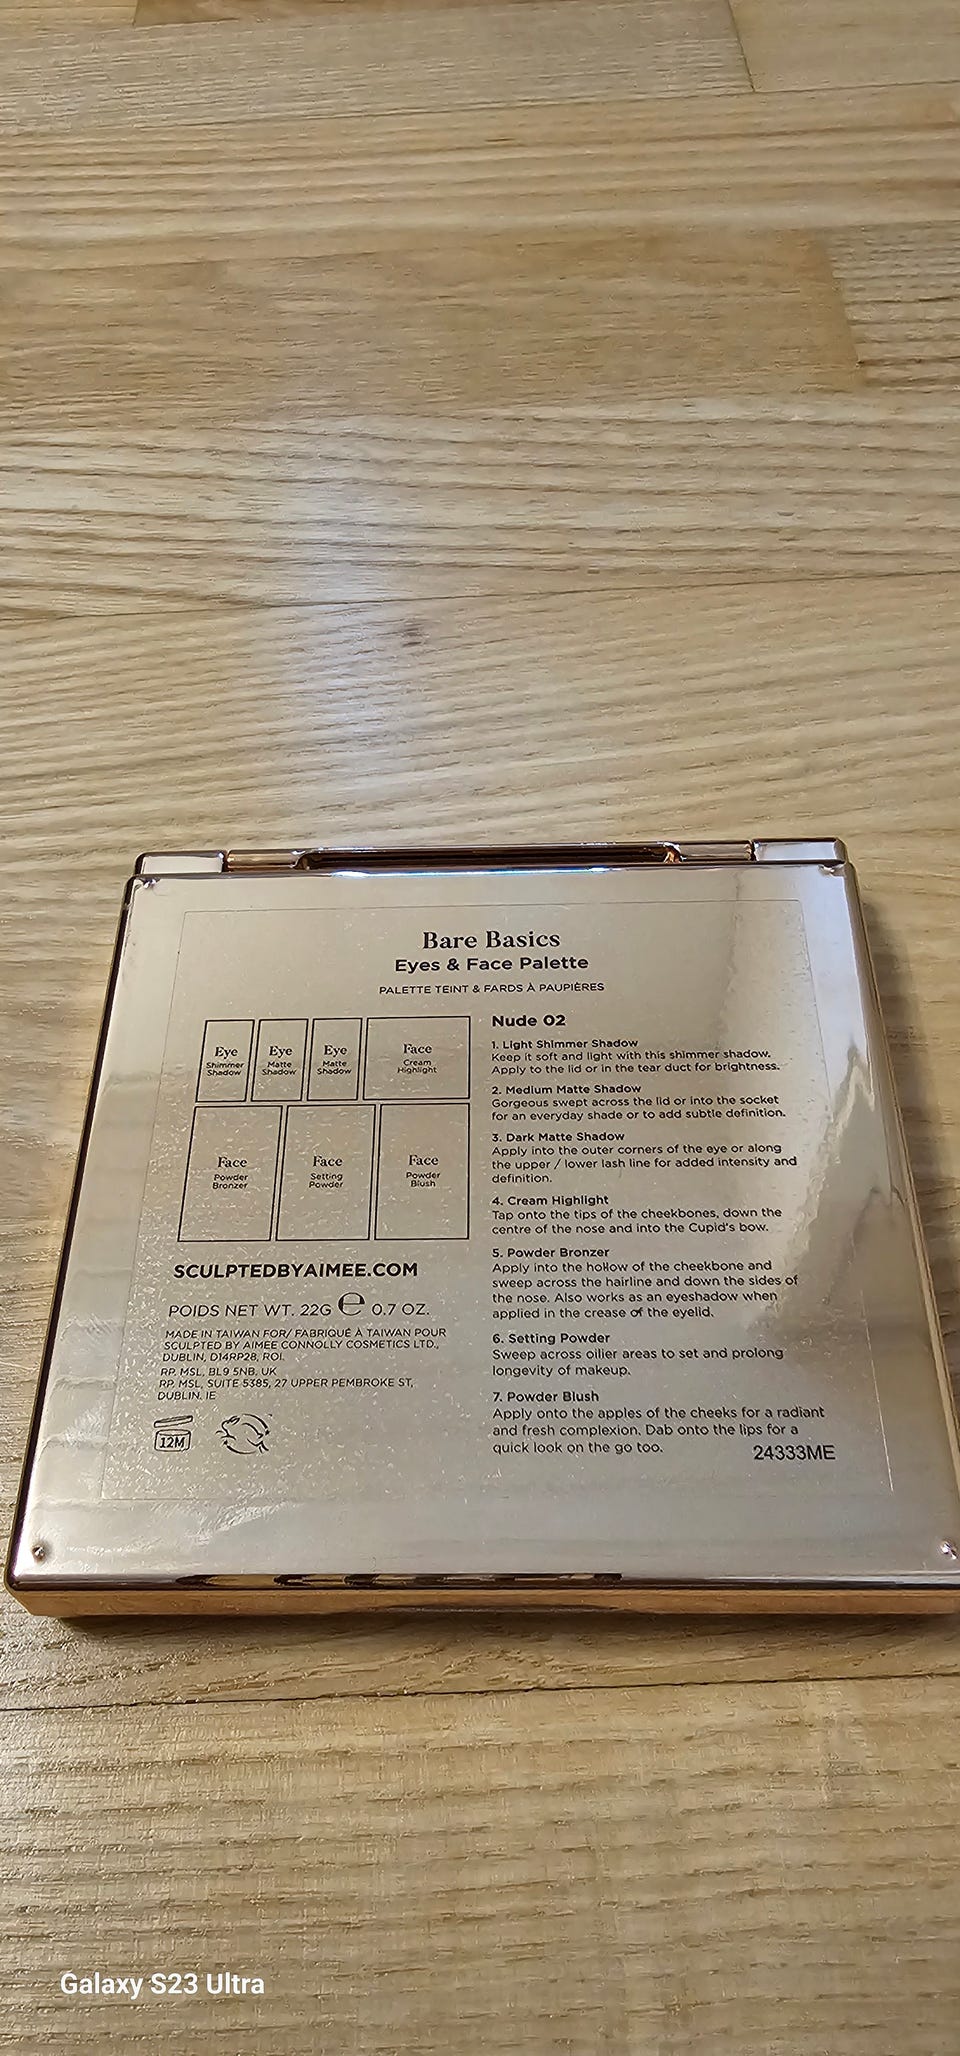 Bare Basics
Eyes & Face Palette
PALETTE TEINT & FARDS À PAUPIÈRES
Eye
Shimmer
Shadow
Eye
Matte
Shadow
Eye
Matte
Shadow
Face
Cream
Highlight
Face
Powder
Bronzer
Face
Setting
Powder
Face
Powder
Blush
SCULPTEDBYAIMEE.COM
POIDS NET WT. 22G ℮ 0.7 OZ.
MADE IN TAIWAN FOR/ FABRIQUÉ À TAIWAN POUR
SCULPTED BY AIMEE CONNOLLY COSMETICS LTD.,
DUBLIN, D14RP28, ROI.
RP. MSL, BL9 5NB, UK
RP. MSL, SUITE 5385, 27 UPPER PEMBROKE ST,
DUBLIN. IE
12M
Nude 02
1. Light Shimmer Shadow
Keep it soft and light with this shimmer shadow.
Apply to the lid or in the tear duct for brightness.
2. Medium Matte Shadow
Gorgeous swept across the lid or into the socket
for an everyday shade or to add subtle definition.
3. Dark Matte Shadow
Apply into the outer corners of the eye or along
the upper / lower lash line for added intensity and
definition.
4. Cream Highlight
Tap onto the tips of the cheekbones, down the
centre of the nose and into the Cupid's bow.
5. Powder Bronzer
Apply into the hollow of the cheekbone and
sweep across the hairline and down the sides of
the nose. Also works as an eyeshadow when
applied in the crease of the eyelid.
6. Setting Powder
Sweep across oilier areas to set and prolong
longevity of makeup.
7. Powder Blush
Apply onto the apples of the cheeks for a radiant
and fresh complexion. Dab onto the lips for a
quick look on the go too.
24333ME
Galaxy S23 Ultra